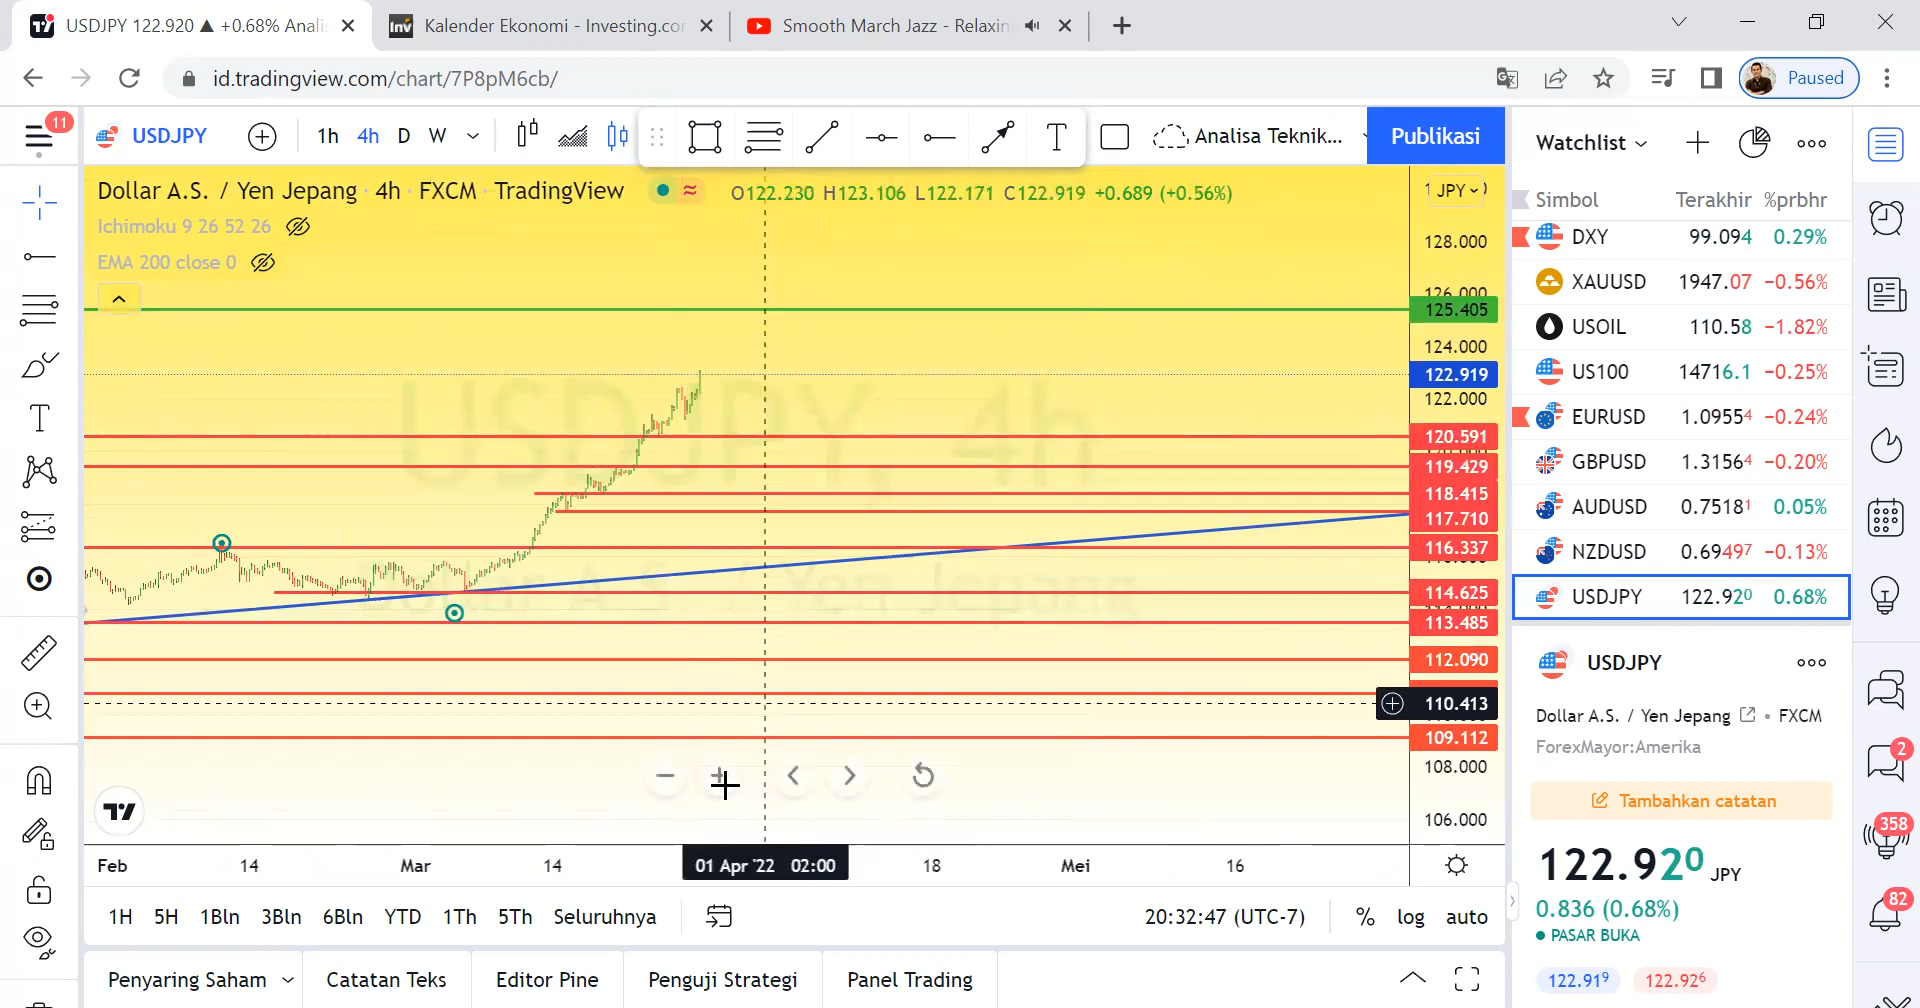 USDJPY 122.920 ▲ +0.68% Anali
Kalender Ekonomi - Investing.co
Smooth March Jazz - Relaxin
id.tradingview.com/chart/7P8pM6cb/
Paused
11
USDJPY
1h 4h D W
Analisa Teknik...
Publikasi
Watchlist
Dollar A.S. / Yen Jepang · 4h · FXCM · TradingView
O122.230 H123.106 L122.171 C122.919 +0.689 (+0.56%)
JPY
Ichimoku 9 26 52 26
EMA 200 close 0
USDJPY, 4h
Dollar A.S. / Yen Jepang
128.000
126.000
125.405
124.000
122.919
122.000
120.591
119.429
118.415
117.710
116.337
114.625
113.485
112.090
110.413
109.112
108.000
106.000
Feb 14 Mar 14 01 Apr '22 02:00 18 Mei 16
1H 5H 1Bln 3Bln 6Bln YTD 1Th 5Th Seluruhnya
20:32:47 (UTC-7) % log auto
Penyaring Saham Catatan Teks Editor Pine Penguji Strategi Panel Trading
Simbol Terakhir %prbhr
DXY 99.094 0.29%
XAUUSD 1947.07 −0.56%
USOIL 110.58 −1.82%
US100 14716.1 −0.25%
EURUSD 1.09554 −0.24%
GBPUSD 1.31564 −0.20%
AUDUSD 0.75181 0.05%
NZDUSD 0.69497 −0.13%
USDJPY 122.920 0.68%
USDJPY
Dollar A.S. / Yen Jepang • FXCM
ForexMayor:Amerika
Tambahkan catatan
122.920 JPY
0.836 (0.68%)
PASAR BUKA
122.919 122.926
2
358
82